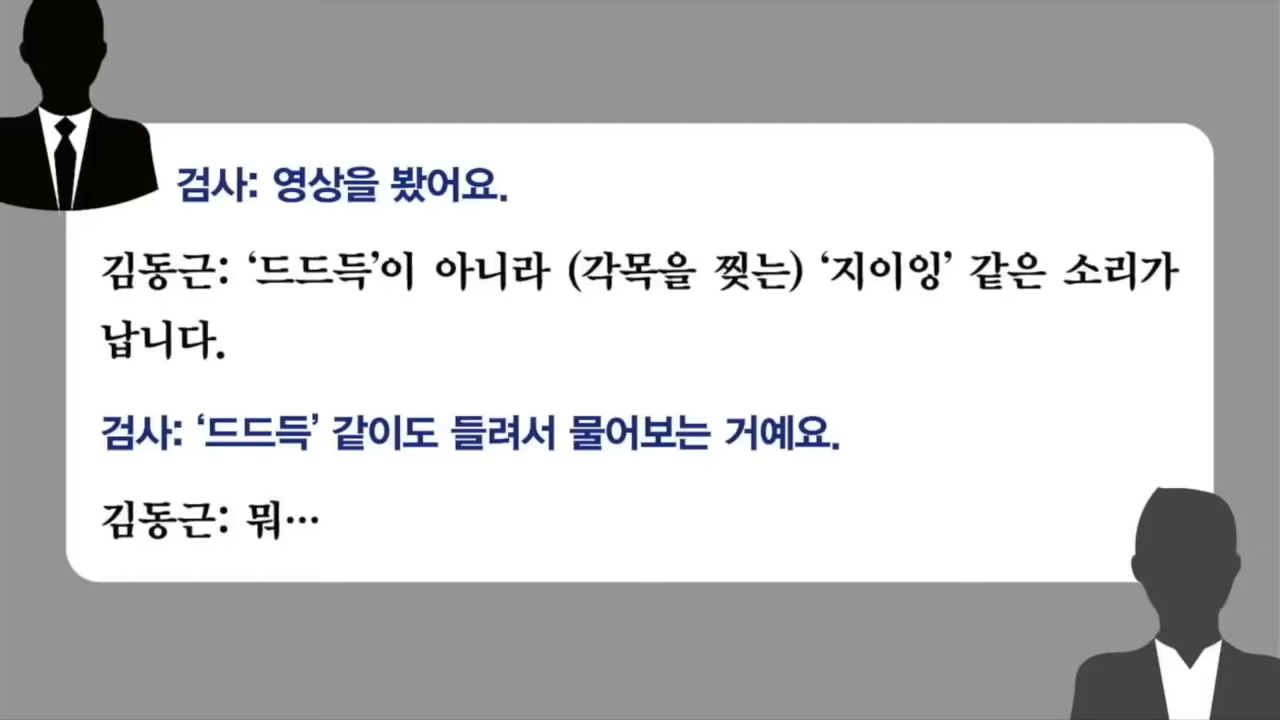 검사: 영상을 봤어요.
김동근: ‘드드득’이 아니라 (각목을 찢는) ‘지이잉’ 같은 소리가
납니다.
검사: ‘드드득’ 같이도 들려서 물어보는 거예요.
김동근: 뭐…